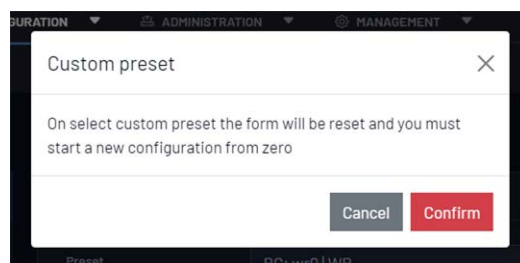 GURATION ADMINISTRATION MANAGEMENT
Custom preset
On select custom preset the form will be reset and you must
start a new configuration from zero
Cancel Confirm
Preset